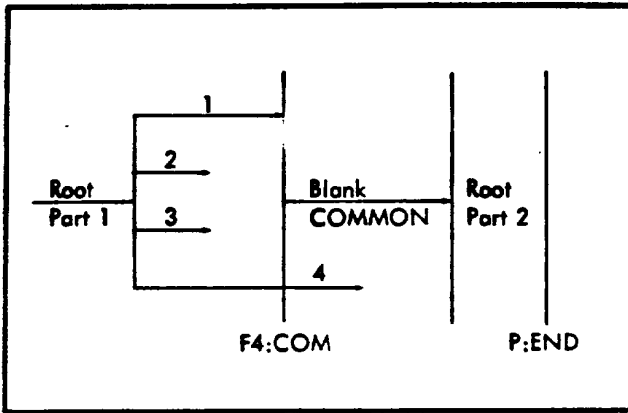 1
2
Root
Part 1
3
Blank
COMMON
Root
Part 2
4
F4:COM
P:END